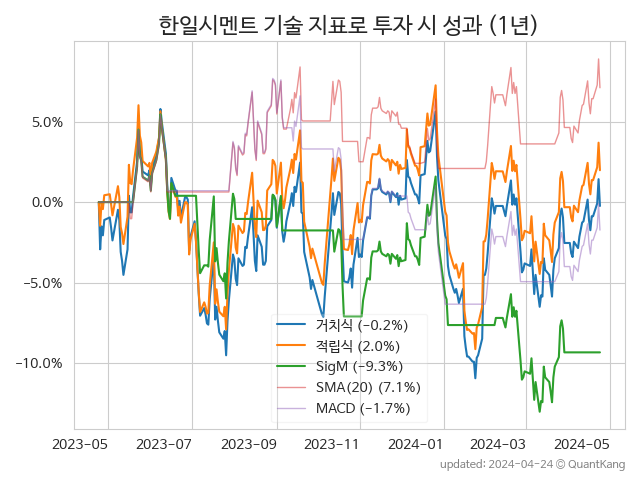 한일시멘트 기술 지표로 투자 시 성과 (1년)
5.0%
0.0%
−5.0%
−10.0%
거치식 (−0.2%)
적립식 (2.0%)
SigM (−9.3%)
SMA(20) (7.1%)
MACD (−1.7%)
2023-05 2023-07 2023-09 2023-11 2024-01 2024-03 2024-05
updated: 2024-04-24 © QuantKang